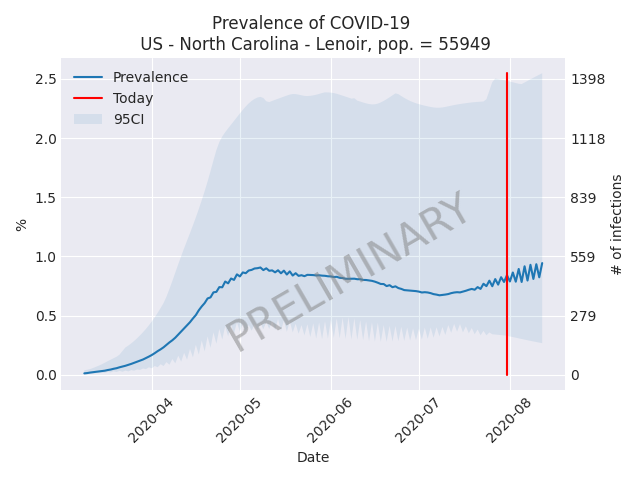 Prevalence of COVID-19
US - North Carolina - Lenoir, pop. = 55949
Prevalence
Today
95CI
2.5
2.0
1.5
1.0
0.5
0.0
%
1398
1118
839
559
279
0
# of infections
PRELIMINARY
2020-04
2020-05
2020-06
2020-07
2020-08
Date